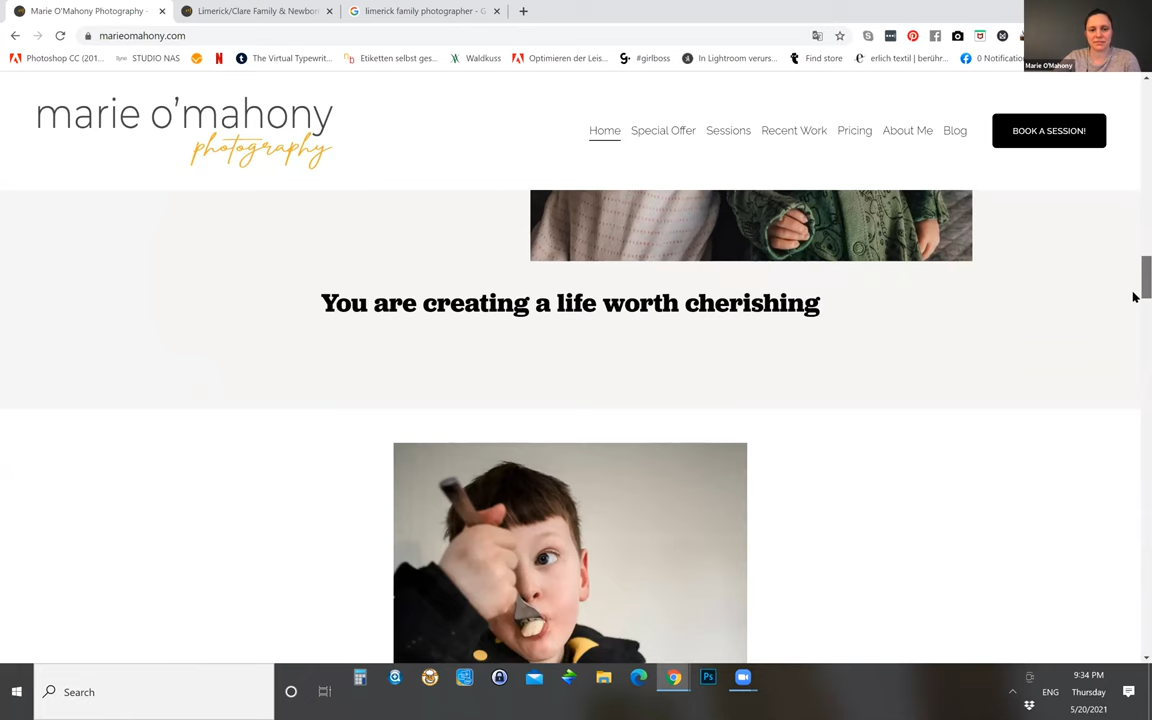 Marie O'Mahony Photography -
Limerick/Clare Family & Newborn
limerick family photographer - G
marieomahony.com
Photoshop CC (201...
Sync
STUDIO NAS
The Virtual Typewrit...
Etiketten selbst ges...
Waldkuss
Optimieren der Leis...
#girlboss
In Lightroom verurs...
Find store
erlich textil | berühr...
0 Notificatio
Marie O'Mahony
marie o'mahony
photography
Home
Special Offer
Sessions
Recent Work
Pricing
About Me
Blog
BOOK A SESSION!
You are creating a life worth cherishing
Search
ENG
9:34 PM
Thursday
5/20/2021